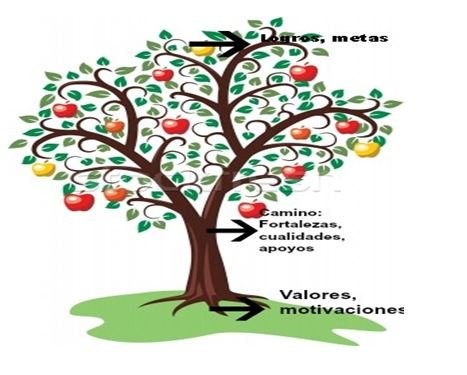 Logros, metas
Camino:
Fortalezas,
cualidades,
apoyos
Valores,
motivaciones